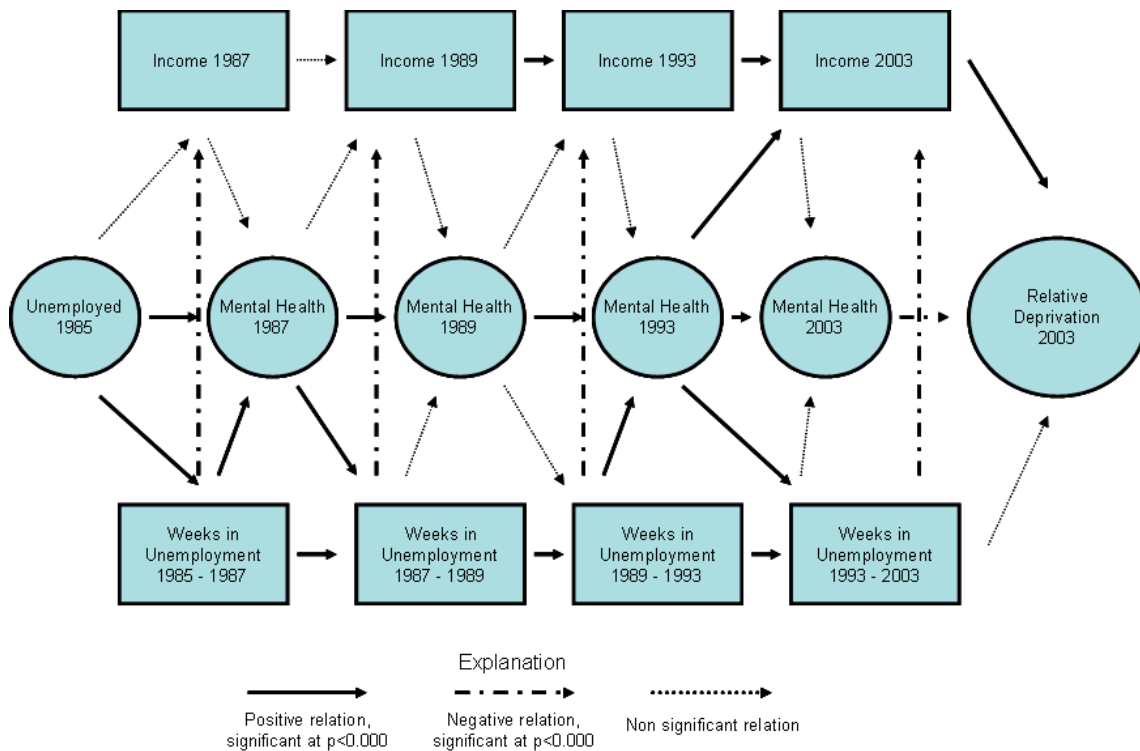 Income 1987
Income 1989
Income 1993
Income 2003
Unemployed
1985
Mental Health
1987
Mental Health
1989
Mental Health
1993
Mental Health
2003
Relative
Deprivation
2003
Weeks in
Unemployment
1985 - 1987
Weeks in
Unemployment
1987 - 1989
Weeks in
Unemployment
1989 - 1993
Weeks in
Unemployment
1993 - 2003
Explanation
Positive relation,
significant at p<0.000
Negative relation,
significant at p<0.000
Non significant relation